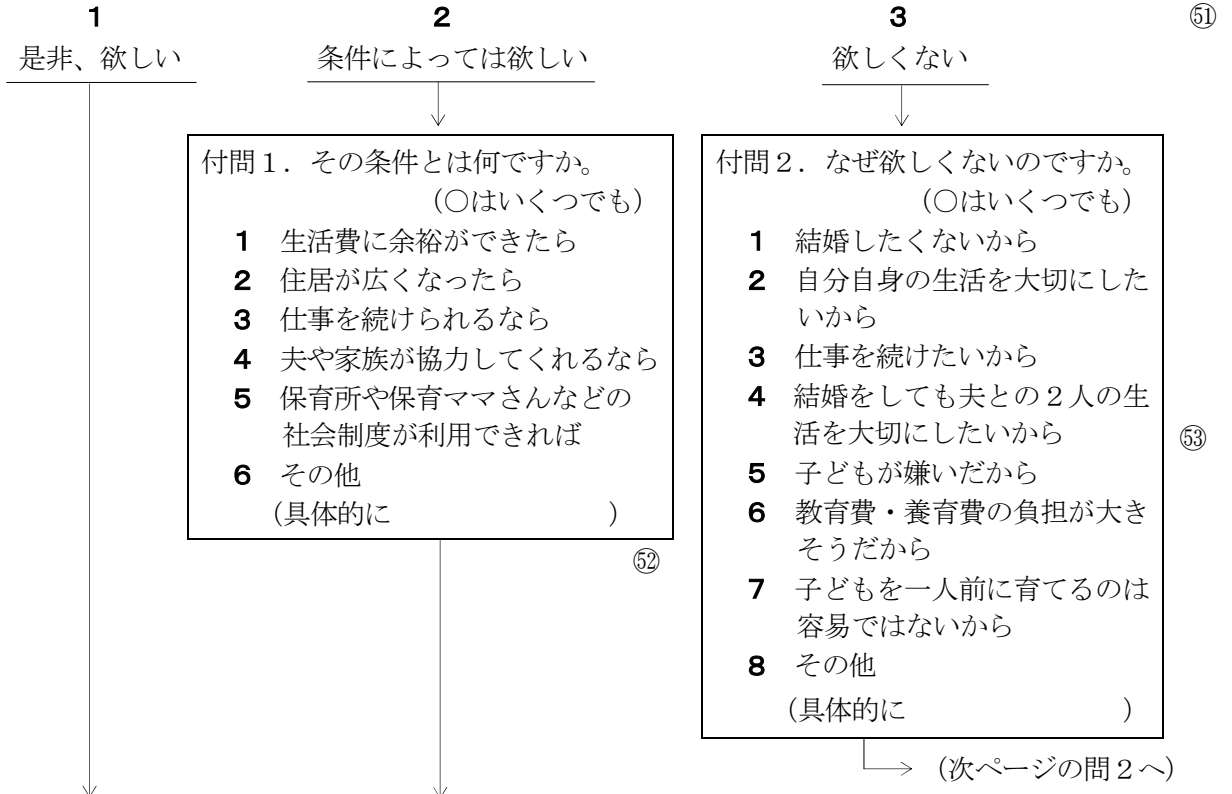 1 2 3 ㊿+1
是非、欲しい 条件によっては欲しい 欲しくない
付問１．その条件とは何ですか。
（○はいくつでも）
1 生活費に余裕ができたら
2 住居が広くなったら
3 仕事を続けられるなら
4 夫や家族が協力してくれるなら
5 保育所や保育ママさんなどの
社会制度が利用できれば
6 その他
（具体的に ）
52
付問２．なぜ欲しくないのですか。
（○はいくつでも）
1 結婚したくないから
2 自分自身の生活を大切にした
いから
3 仕事を続けたいから
4 結婚をしても夫との２人の生
活を大切にしたいから
5 子どもが嫌いだから
6 教育費・養育費の負担が大き
そうだから
7 子どもを一人前に育てるのは
容易ではないから
8 その他
（具体的に ）
53
（次ページの問２へ）